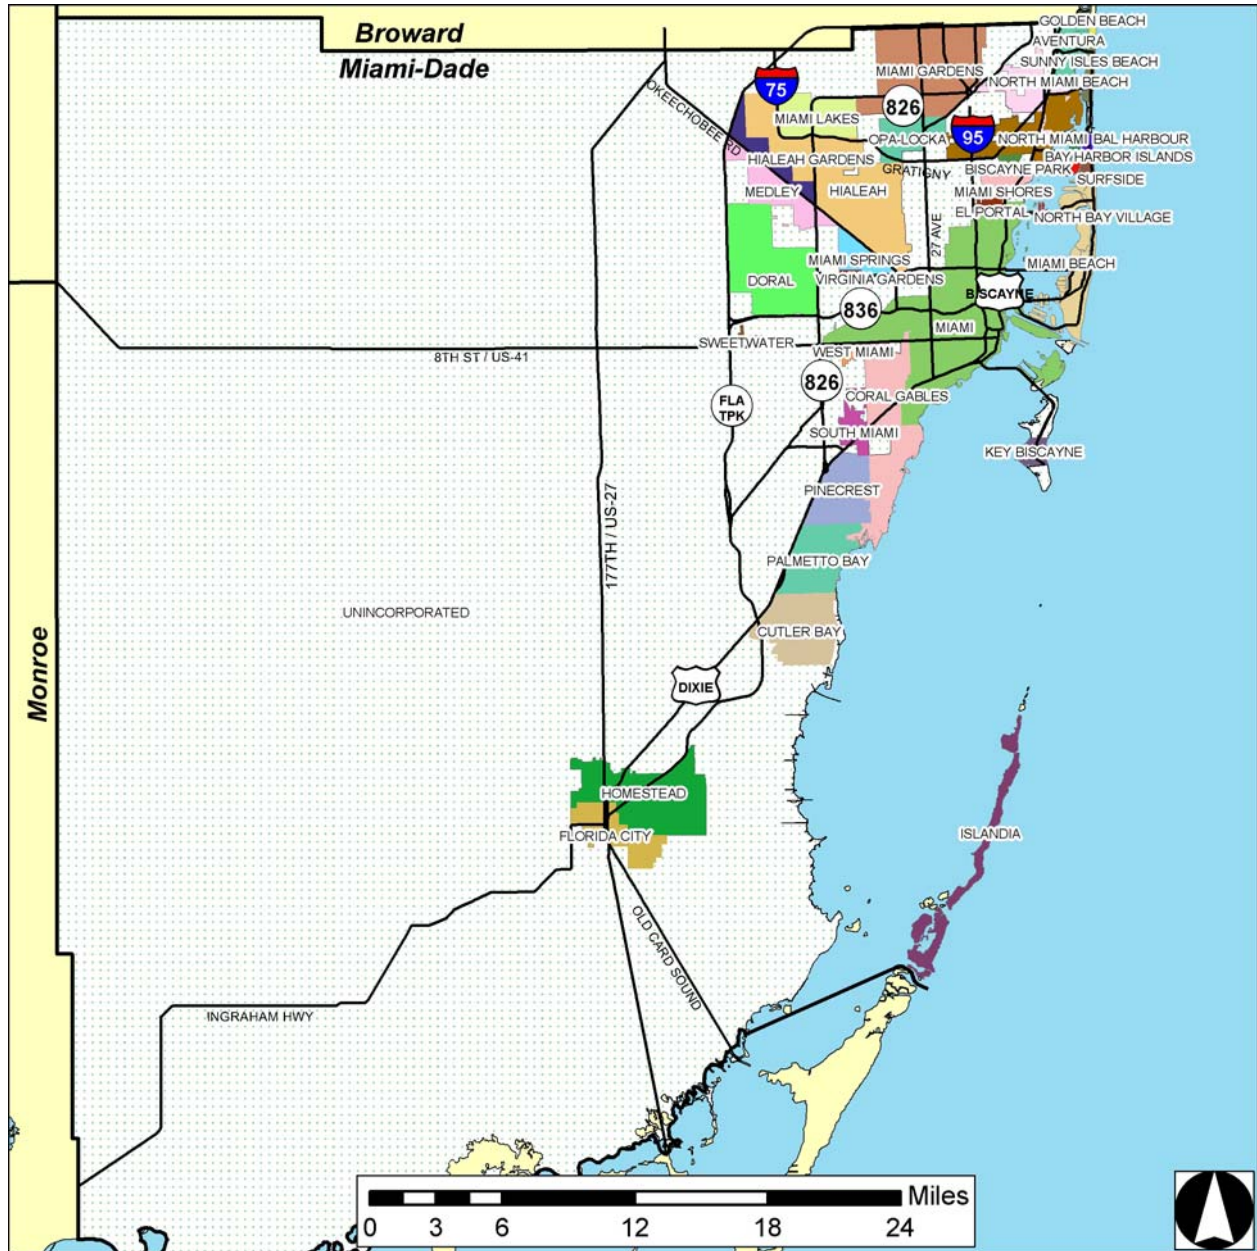 Broward
Miami-Dade
GOLDEN BEACH
AVENTURA
SUNNY ISLES BEACH
MIAMI GARDENS
NORTH MIAMI BEACH
75
OKEECHOBEE RD
826
MIAMI LAKES
OPA-LOCKA
95
NORTH MIAMI
BAL HARBOUR
HIALEAH GARDENS
BAY HARBOR ISLANDS
GRATIGNY
BISCAYNE PARK
SURFSIDE
MEDLEY
HIALEAH
MIAMI SHORES
EL PORTAL
NORTH BAY VILLAGE
27 AVE
MIAMI SPRINGS
MIAMI BEACH
DORAL
VIRGINIA GARDENS
BISCAYNE
836
MIAMI
SWEETWATER
WEST MIAMI
8TH ST / US-41
826
FLA
TPK
CORAL GABLES
SOUTH MIAMI
KEY BISCAYNE
PINECREST
177TH / US-27
PALMETTO BAY
UNINCORPORATED
CUTLER BAY
Monroe
DIXIE
HOMESTEAD
FLORIDA CITY
ISLANDIA
OLD CARD SOUND
INGRAHAM HWY
Miles
0 3 6 12 18 24